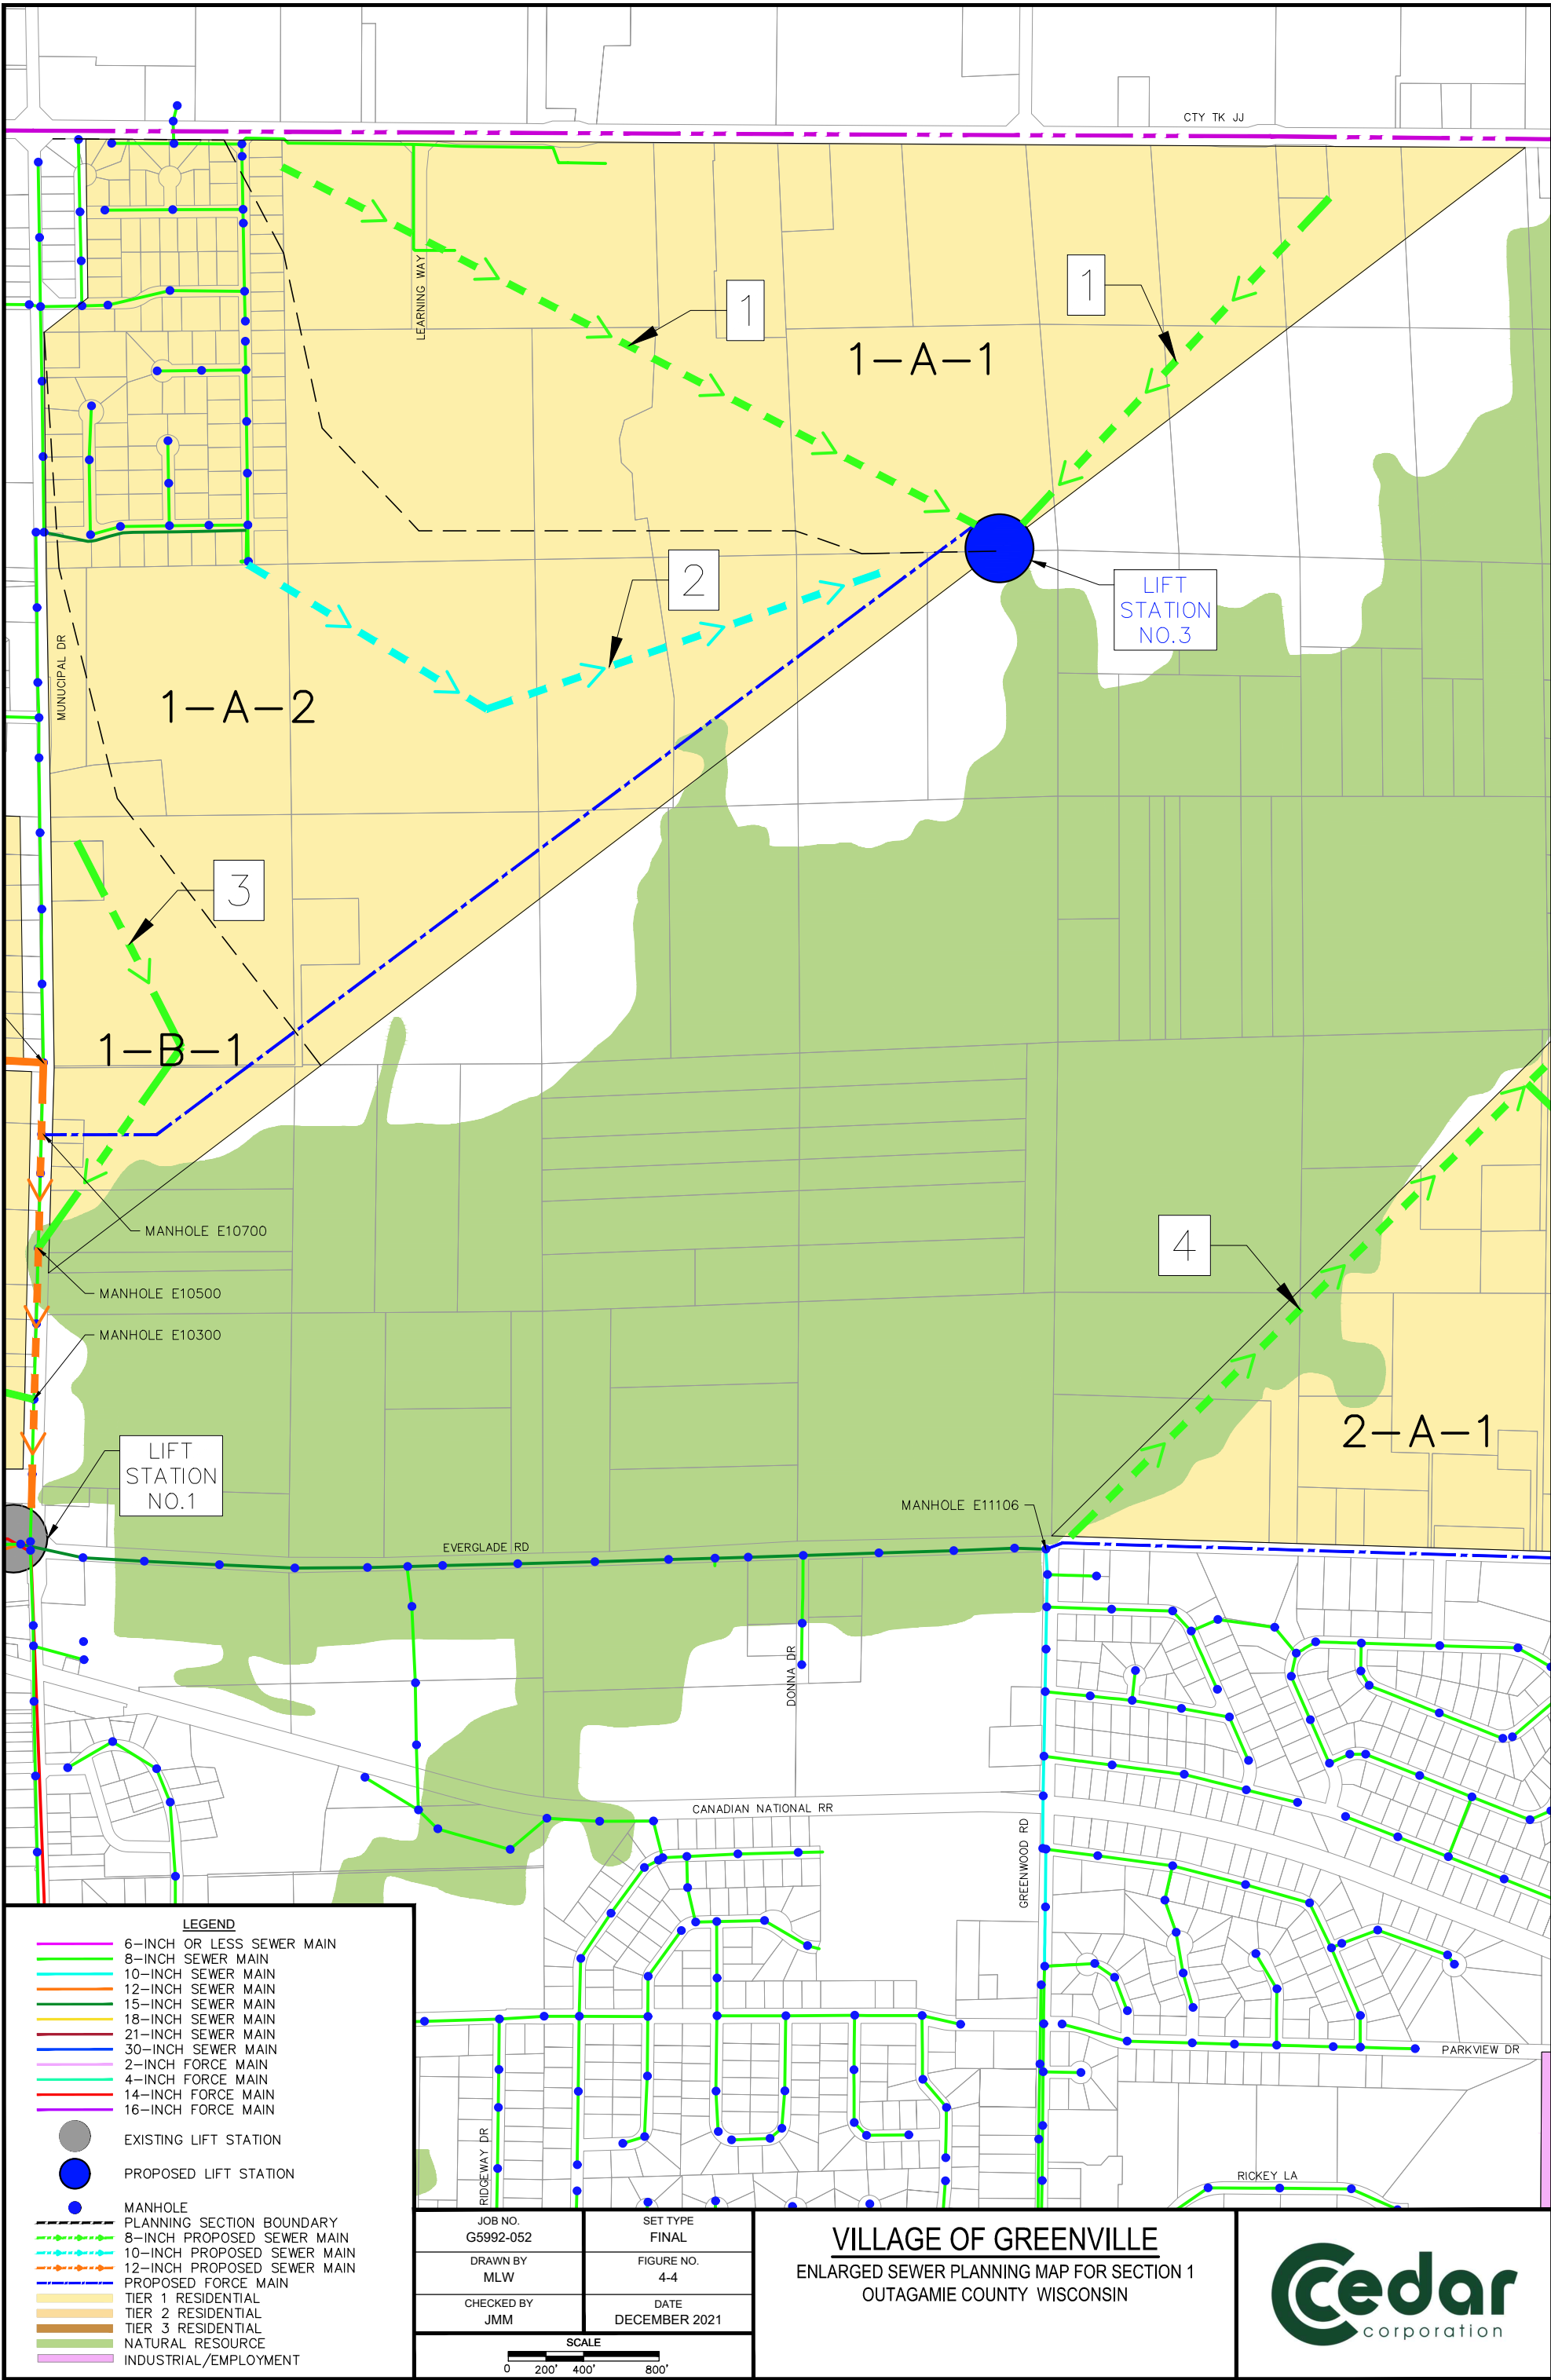 CTY TK JJ
LEARNING WAY
1
1
1-A-1
2
LIFT
STATION
NO.3
MUNUCIPAL DR
1-A-2
3
1-B-1
MANHOLE E10700
4
MANHOLE E10500
MANHOLE E10300
2-A-1
LIFT
STATION
NO.1
MANHOLE E11106
EVERGLADE RD
DONNA DR
CANADIAN NATIONAL RR
GREENWOOD RD
PARKVIEW DR
RIDGEWAY DR
RICKEY LA
LEGEND
6-INCH OR LESS SEWER MAIN
8-INCH SEWER MAIN
10-INCH SEWER MAIN
12-INCH SEWER MAIN
15-INCH SEWER MAIN
18-INCH SEWER MAIN
21-INCH SEWER MAIN
30-INCH SEWER MAIN
2-INCH FORCE MAIN
4-INCH FORCE MAIN
14-INCH FORCE MAIN
16-INCH FORCE MAIN
EXISTING LIFT STATION
PROPOSED LIFT STATION
MANHOLE
PLANNING SECTION BOUNDARY
8-INCH PROPOSED SEWER MAIN
10-INCH PROPOSED SEWER MAIN
12-INCH PROPOSED SEWER MAIN
PROPOSED FORCE MAIN
TIER 1 RESIDENTIAL
TIER 2 RESIDENTIAL
TIER 3 RESIDENTIAL
NATURAL RESOURCE
INDUSTRIAL/EMPLOYMENT
JOB NO.
G5992-052
SET TYPE
FINAL
DRAWN BY
MLW
FIGURE NO.
4-4
CHECKED BY
JMM
DATE
DECEMBER 2021
SCALE
0 200' 400' 800'
VILLAGE OF GREENVILLE
ENLARGED SEWER PLANNING MAP FOR SECTION 1
OUTAGAMIE COUNTY WISCONSIN
Cedar
corporation